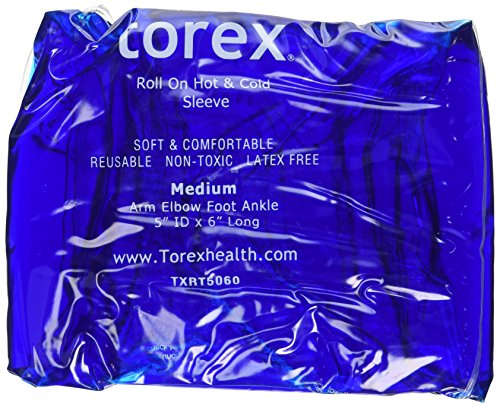 torex®
Roll On Hot & Cold
Sleeve
SOFT & COMFORTABLE
REUSABLE NON-TOXIC LATEX FREE
Medium
Arm Elbow Foot Ankle
5" ID x 6" Long
www.Torexhealth.com
TXRT5060